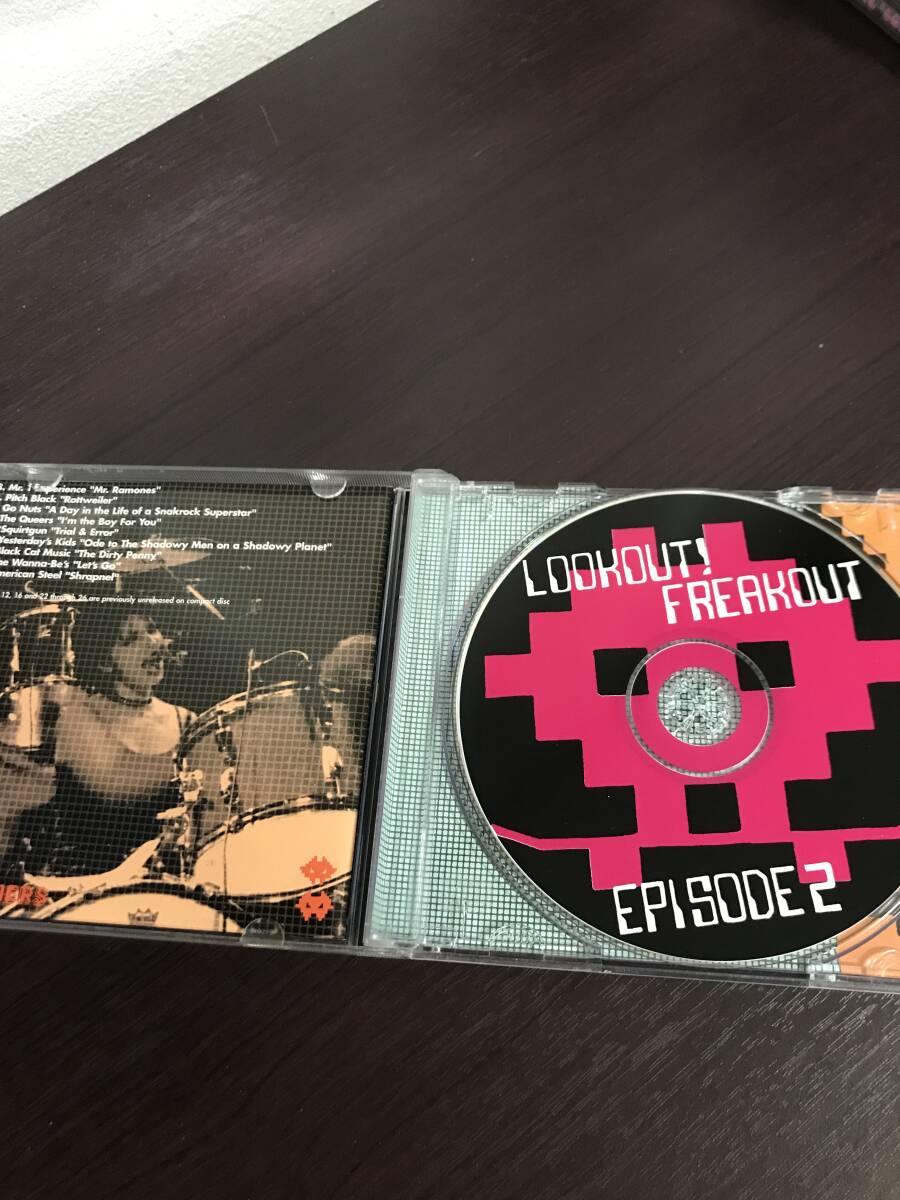 Mr. T Experience "Mr. Ramones"
Pitch Black "Rottweiler"
Go Nuts "A Day in the Life of a Snakrock Superstar"
The Queers "I'm the Boy For You"
Squirtgun "Trial & Error"
Yesterday's Kids "Ode to The Shadowy Men on a Shadowy Planet"
Black Cat Music "The Dirty Penny"
he Wanna-Be's "Let's Go"
merican Steel "Shrapnel"
12, 16 and 22 through 26 are previously unreleased on compact disc
LOOKOUT!
FREAKOUT
EPISODE 2